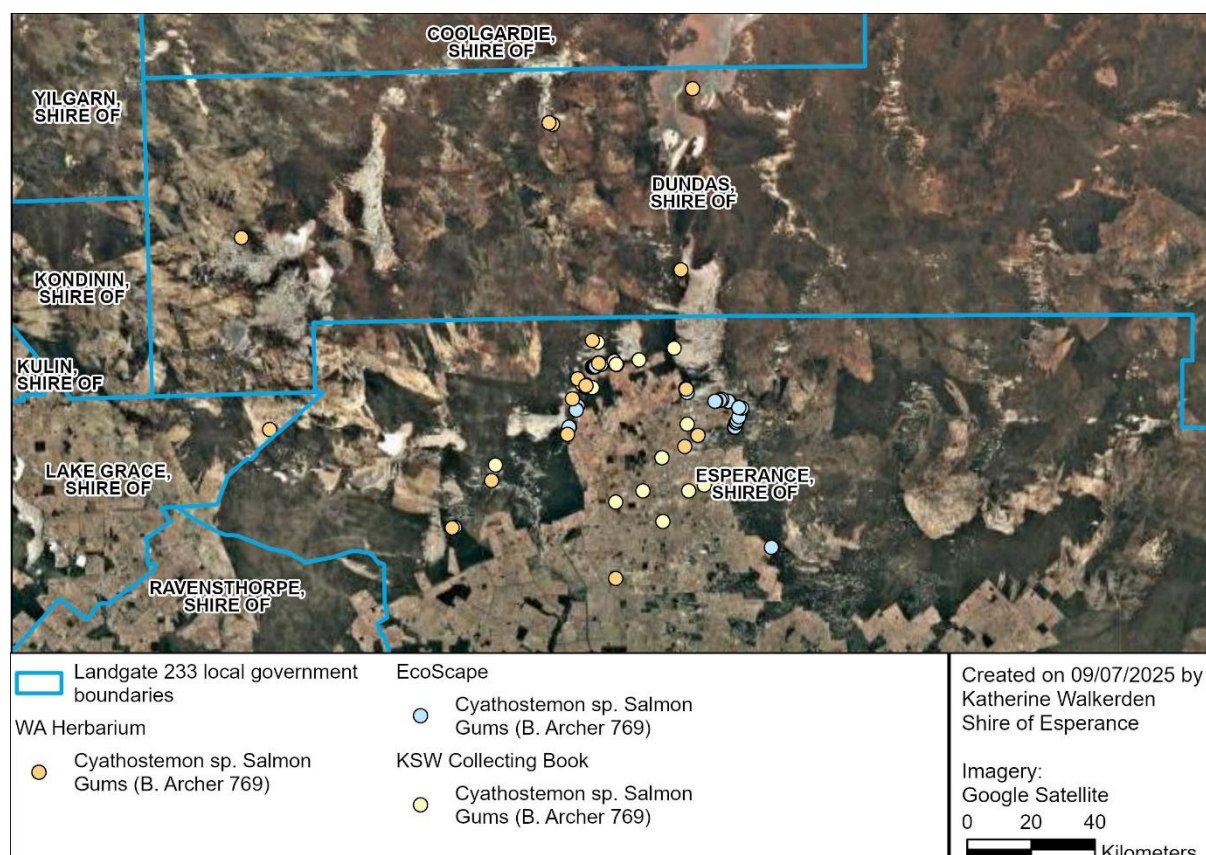 COOLGARDIE,
SHIRE OF
YILGARN,
SHIRE OF
DUNDAS,
SHIRE OF
KONDININ,
SHIRE OF
KULIN,
SHIRE OF
LAKE GRACE,
SHIRE OF
ESPERANCE,
SHIRE OF
RAVENSTHORPE,
SHIRE OF
Landgate 233 local government
boundaries
WA Herbarium
Cyathostemon sp. Salmon
Gums (B. Archer 769)
EcoScape
Cyathostemon sp. Salmon
Gums (B. Archer 769)
KSW Collecting Book
Cyathostemon sp. Salmon
Gums (B. Archer 769)
Created on 09/07/2025 by
Katherine Walkerden
Shire of Esperance
Imagery:
Google Satellite
0 20 40
Kilometers